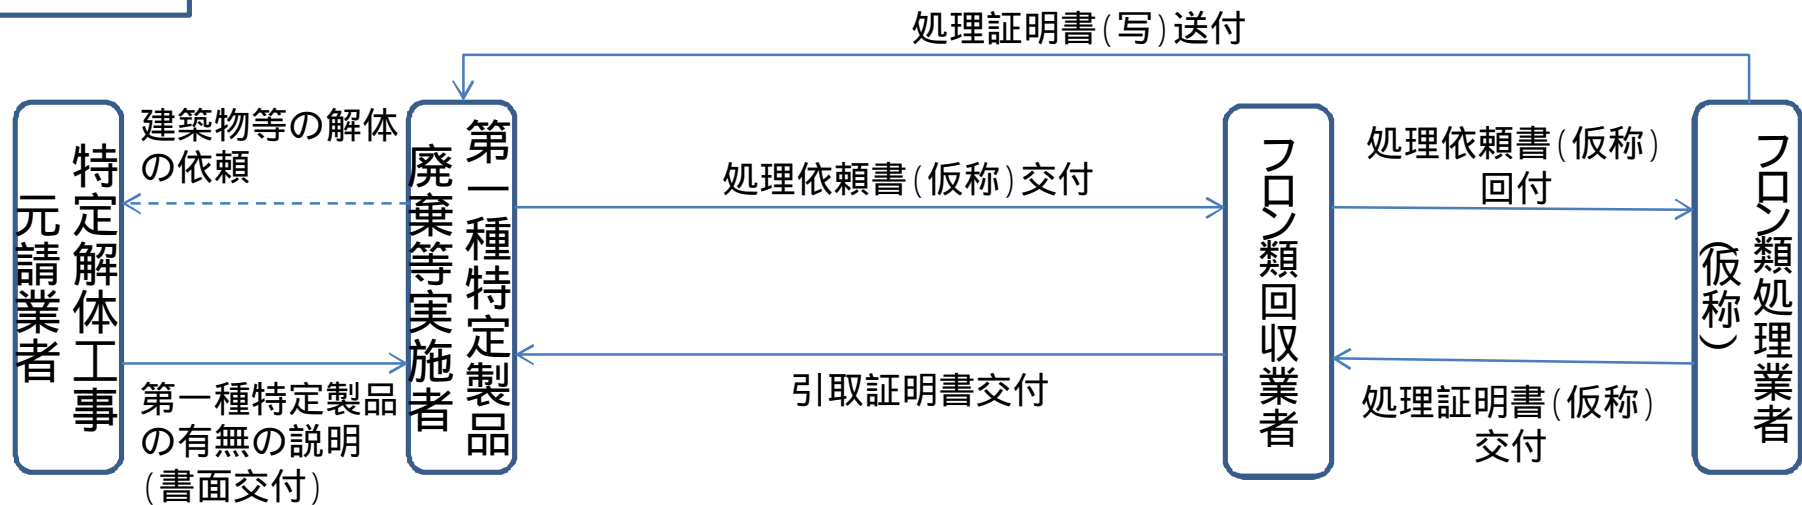 処理証明書(写)送付
特定解体工事
元請業者
建築物等の解体
の依頼
第一種特定製品
の有無の説明
(書面交付)
第一種特定製品
廃棄等実施者
処理依頼書(仮称)交付
引取証明書交付
フロン類回収業者
処理依頼書(仮称)
回付
処理証明書(仮称)
交付
フロン類処理業者
(仮称)